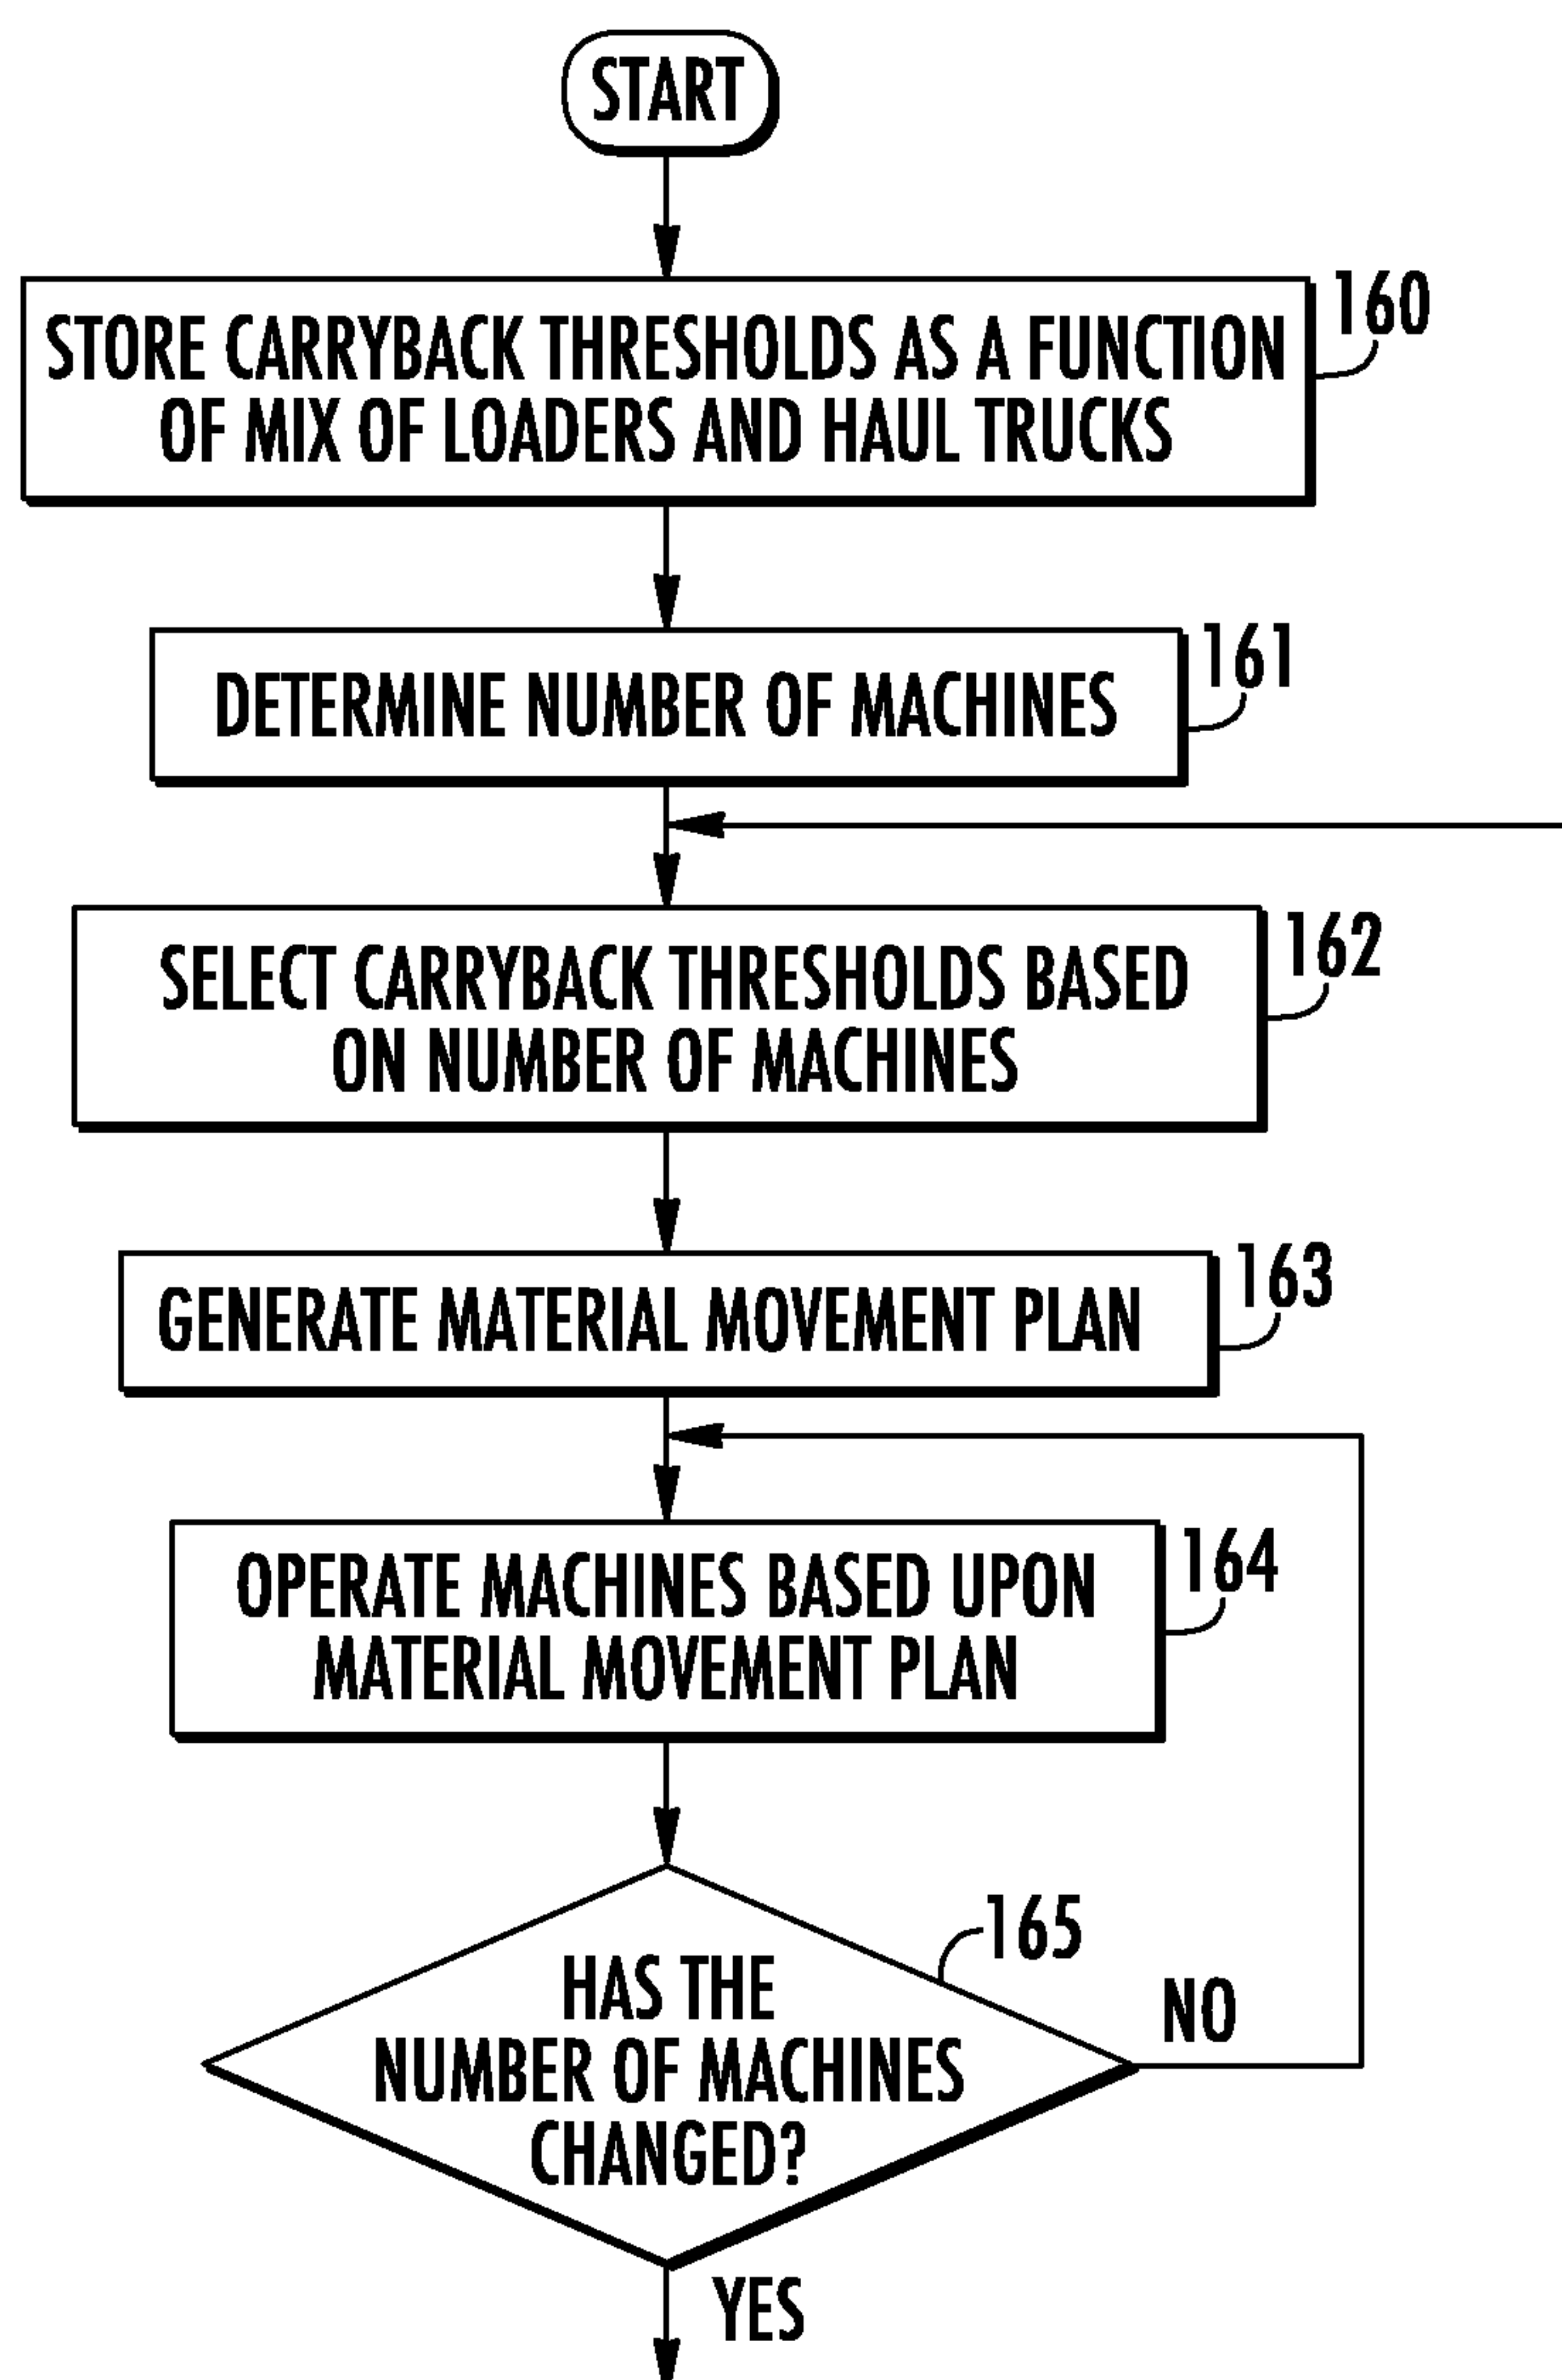 START
STORE CARRYBACK THRESHOLDS AS A FUNCTION
OF MIX OF LOADERS AND HAUL TRUCKS
160
DETERMINE NUMBER OF MACHINES
161
SELECT CARRYBACK THRESHOLDS BASED
ON NUMBER OF MACHINES
162
GENERATE MATERIAL MOVEMENT PLAN
163
OPERATE MACHINES BASED UPON
MATERIAL MOVEMENT PLAN
164
HAS THE
NUMBER OF MACHINES
CHANGED?
165
NO
YES